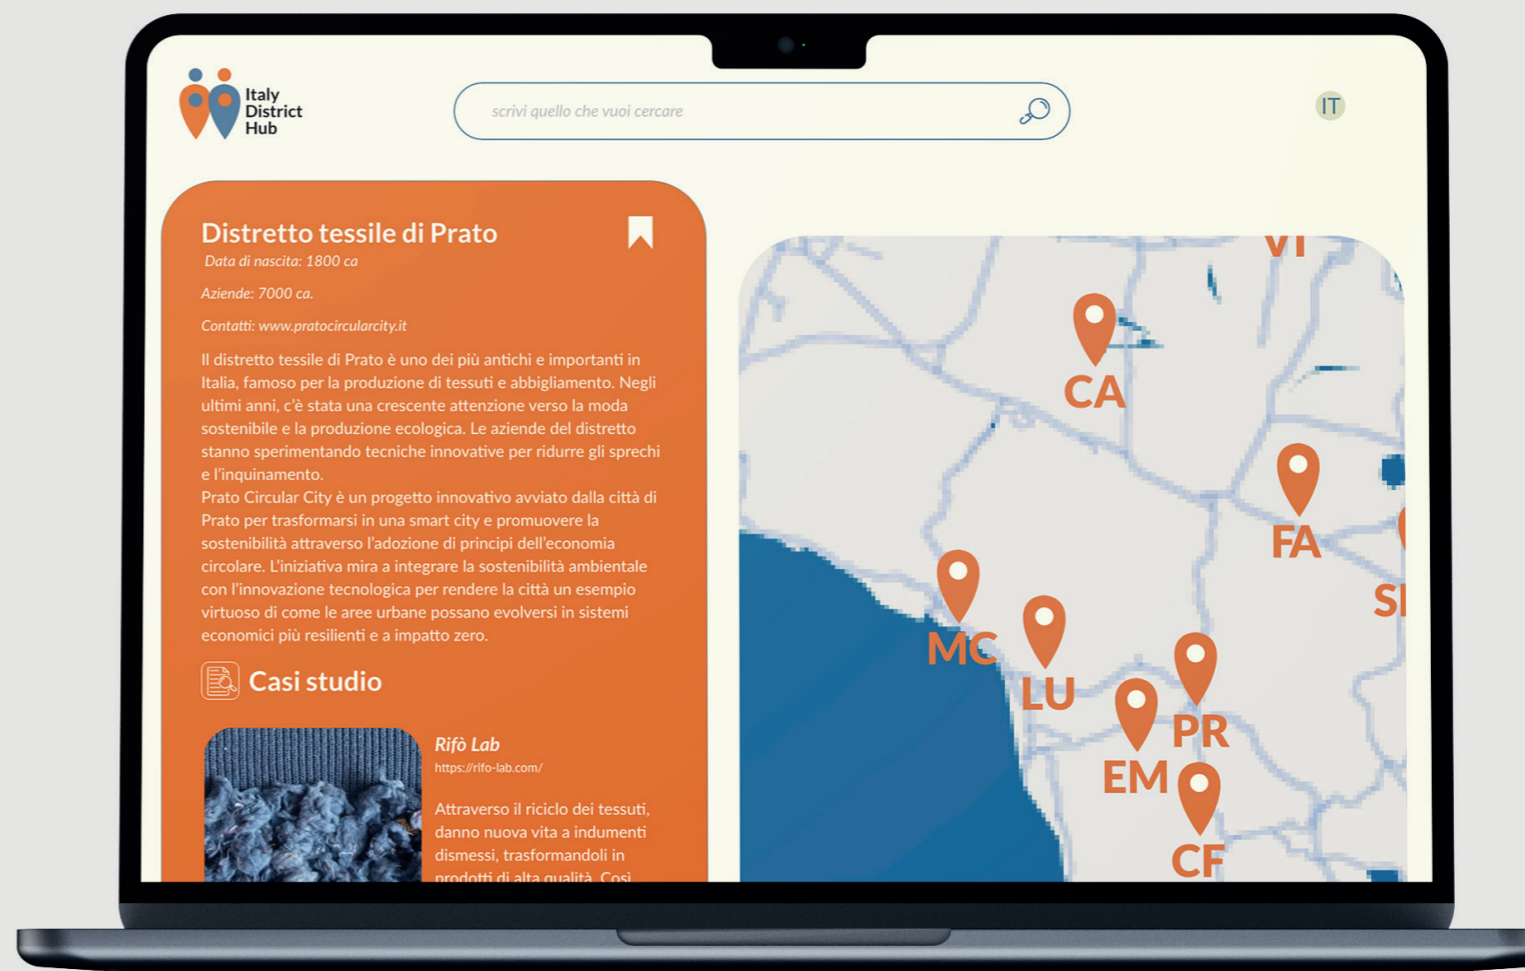 Italy
District
Hub
scrivi quello che vuoi cercare
IT
Distretto tessile di Prato
Data di nascita: 1800 ca
Aziende: 7000 ca.
Contatti: www.pratocircularcity.it
Il distretto tessile di Prato è uno dei più antichi e importanti in
Italia, famoso per la produzione di tessuti e abbigliamento. Negli
ultimi anni, c'è stata una crescente attenzione verso la moda
sostenibile e la produzione ecologica. Le aziende del distretto
stanno sperimentando tecniche innovative per ridurre gli sprechi
e l'inquinamento.
Prato Circular City è un progetto innovativo avviato dalla città di
Prato per trasformarsi in una smart city e promuovere la
sostenibilità attraverso l'adozione di principi dell'economia
circolare. L'iniziativa mira a integrare la sostenibilità ambientale
con l'innovazione tecnologica per rendere la città un esempio
virtuoso di come le aree urbane possano evolversi in sistemi
economici più resilienti e a impatto zero.
Casi studio
Rifò Lab
https://rifo-lab.com/
Attraverso il riciclo dei tessuti,
danno nuova vita a indumenti
dismessi, trasformandoli in
prodotti di alta qualità. Così
VI
CA
FA
MC
LU
PR
EM
CF